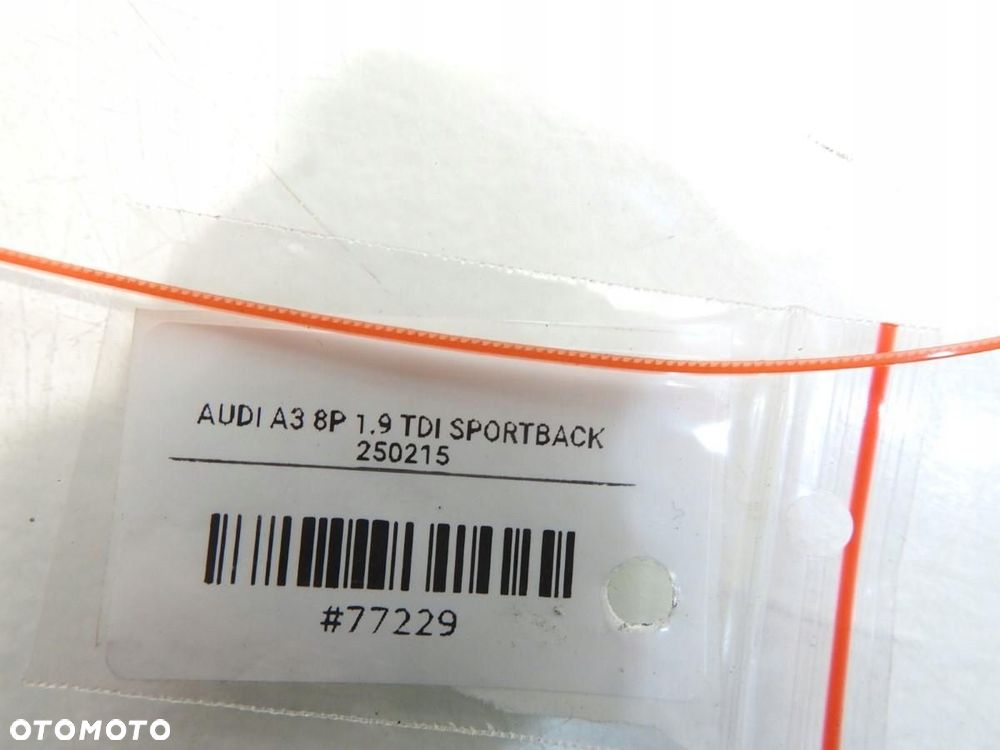 AUDI A3 8P 1.9 TDI SPORTBACK
250215
#77229
OTOMOTO